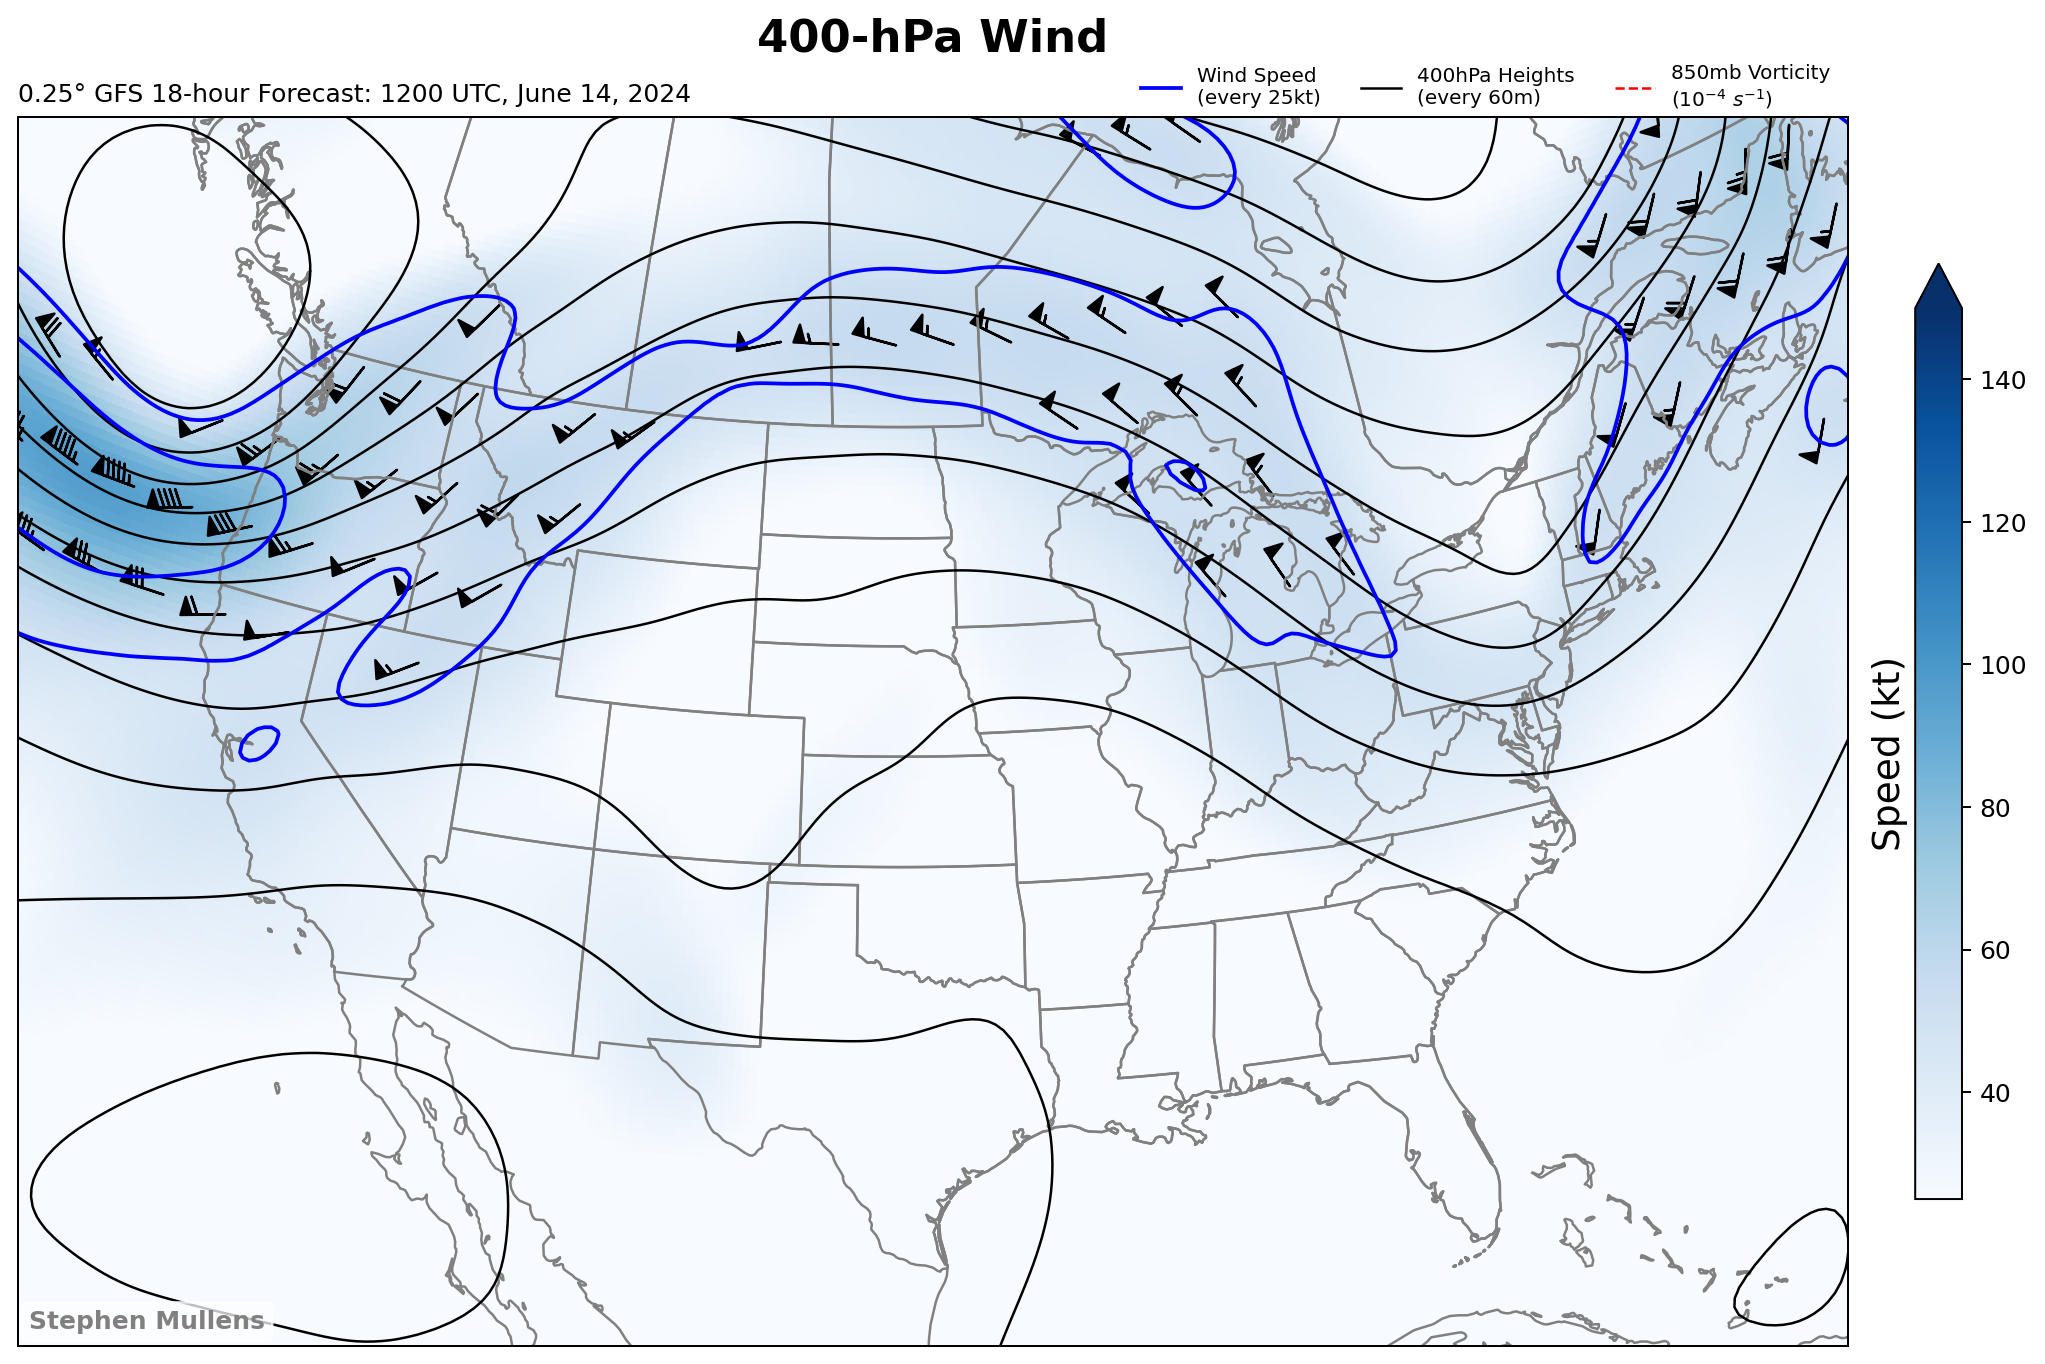 400-hPa Wind
0.25° GFS 18-hour Forecast: 1200 UTC, June 14, 2024
Wind Speed
(every 25kt)
400hPa Heights
(every 60m)
850mb Vorticity
(10⁻⁴ s⁻¹)
140
120
100
80
60
40
Speed (kt)
Stephen Mullens